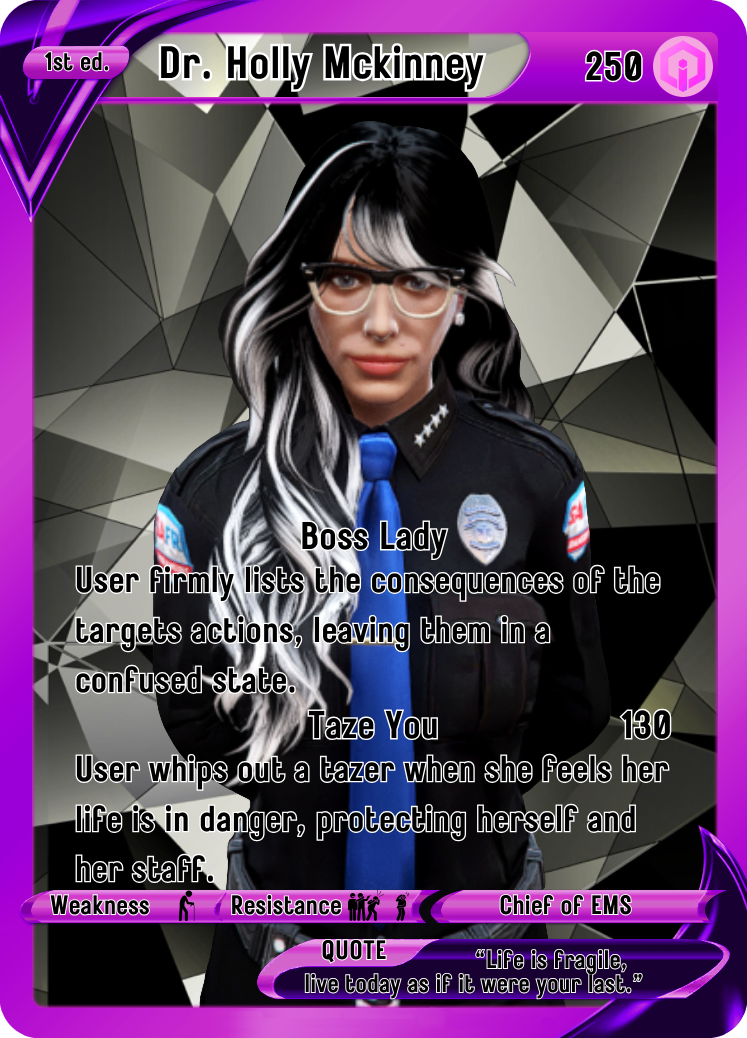 1st ed.
Dr. Holly Mckinney
250
Boss Lady
User firmly lists the consequences of the
targets actions, leaving them in a
confused state.
Taze You
130
User whips out a tazer when she feels her
life is in danger, protecting herself and
her staff.
Weakness
Resistance
Chief of EMS
QUOTE
“Life is fragile,
live today as if it were your last.”